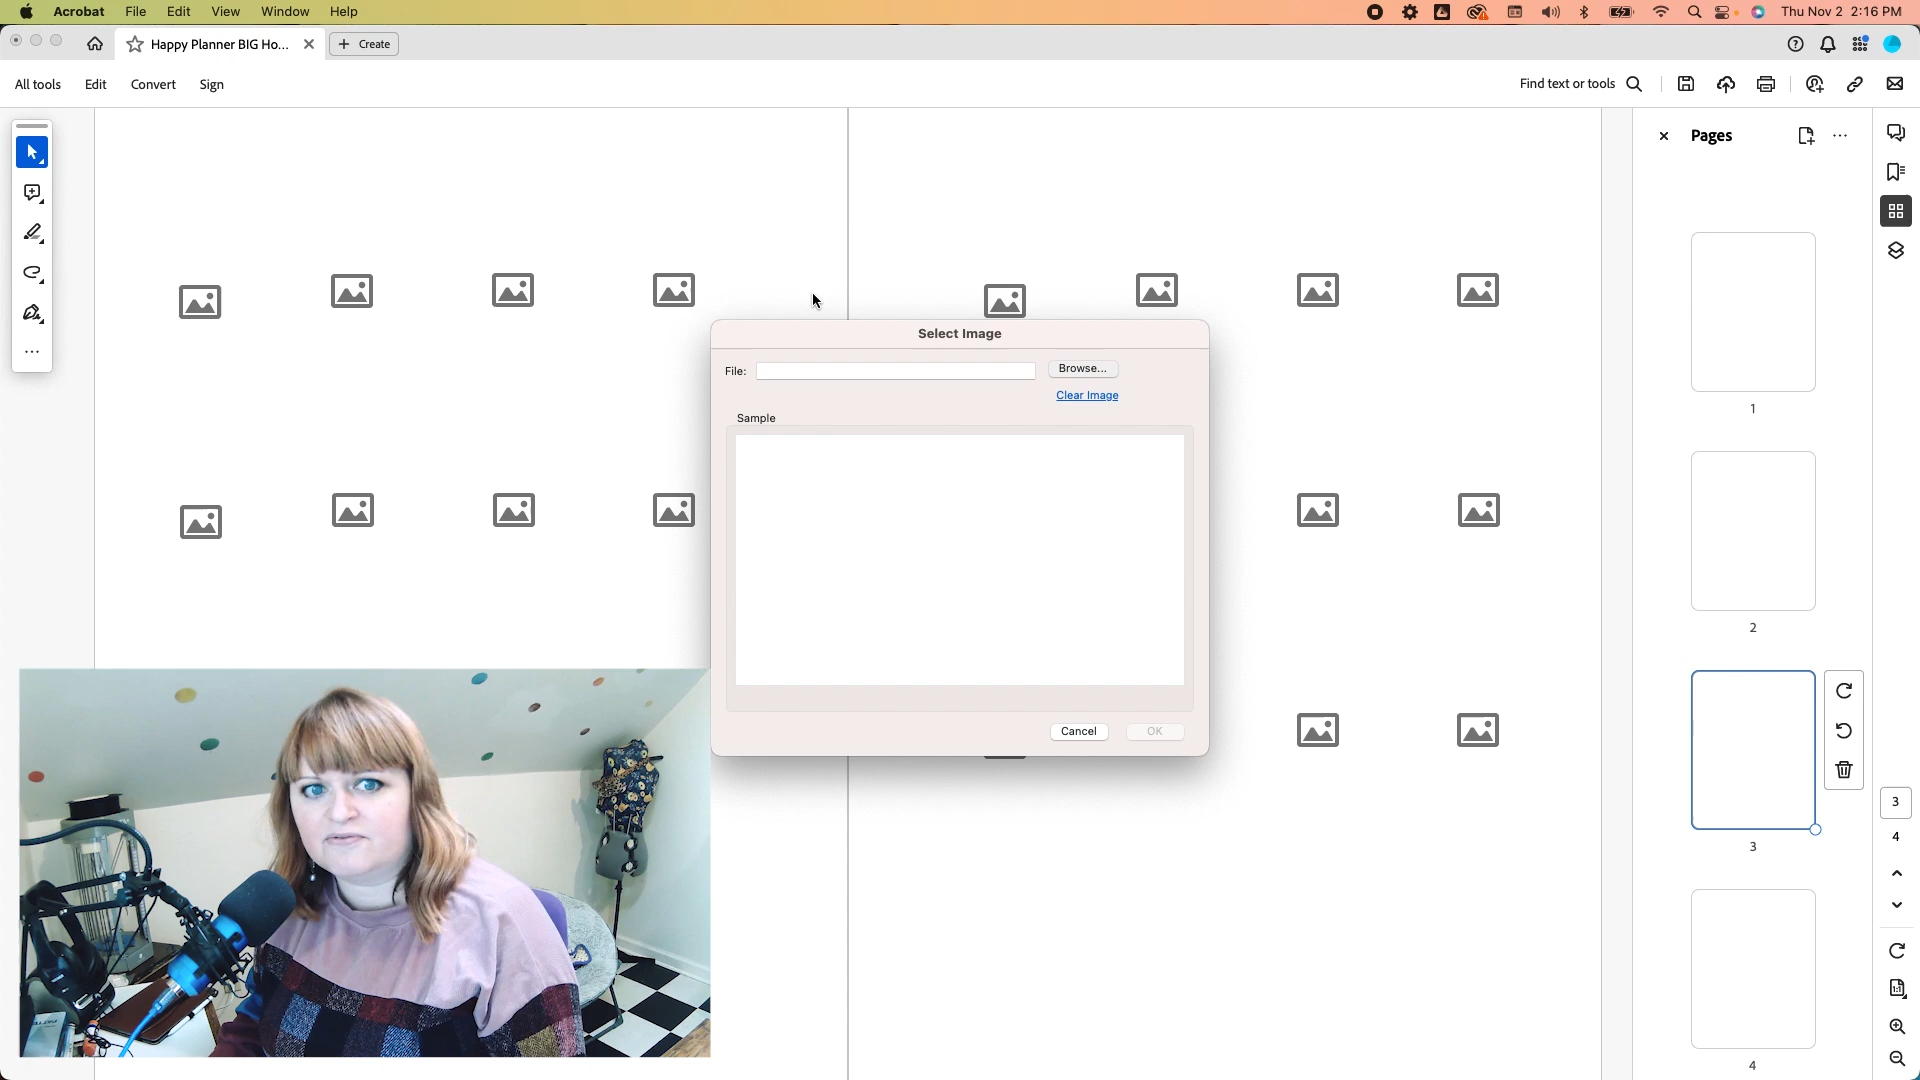 Acrobat File Edit View Window Help
Thu Nov 2 2:16 PM
Happy Planner BIG Ho...
+ Create
All tools Edit Convert Sign
Find text or tools
Pages
Select Image
File:
Browse...
Clear Image
Sample
Cancel
OK
1
2
3
4
3
4